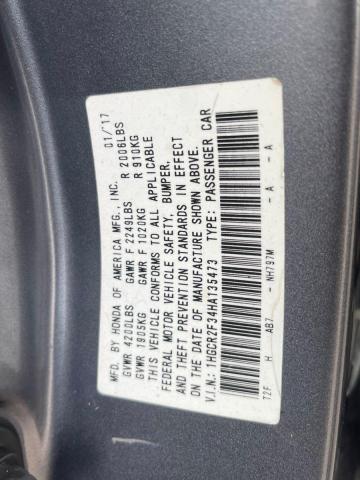 MFD. BY HONDA OF AMERICA MFG., INC. 01/'17
GVWR 4200LBS GAWR F 2249LBS R 2006LBS
GVWR 1905KG GAWR F 1020KG R 910KG
THIS VEHICLE CONFORMS TO ALL APPLICABLE
FEDERAL MOTOR VEHICLE SAFETY, BUMPER,
AND THEFT PREVENTION STANDARDS IN EFFECT
ON THE DATE OF MANUFACTURE SHOWN ABOVE.
V.I.N.: 1HGCR2F34HA135473 TYPE: PASSENGER CAR
72F H AB7 - NH797M - A - A